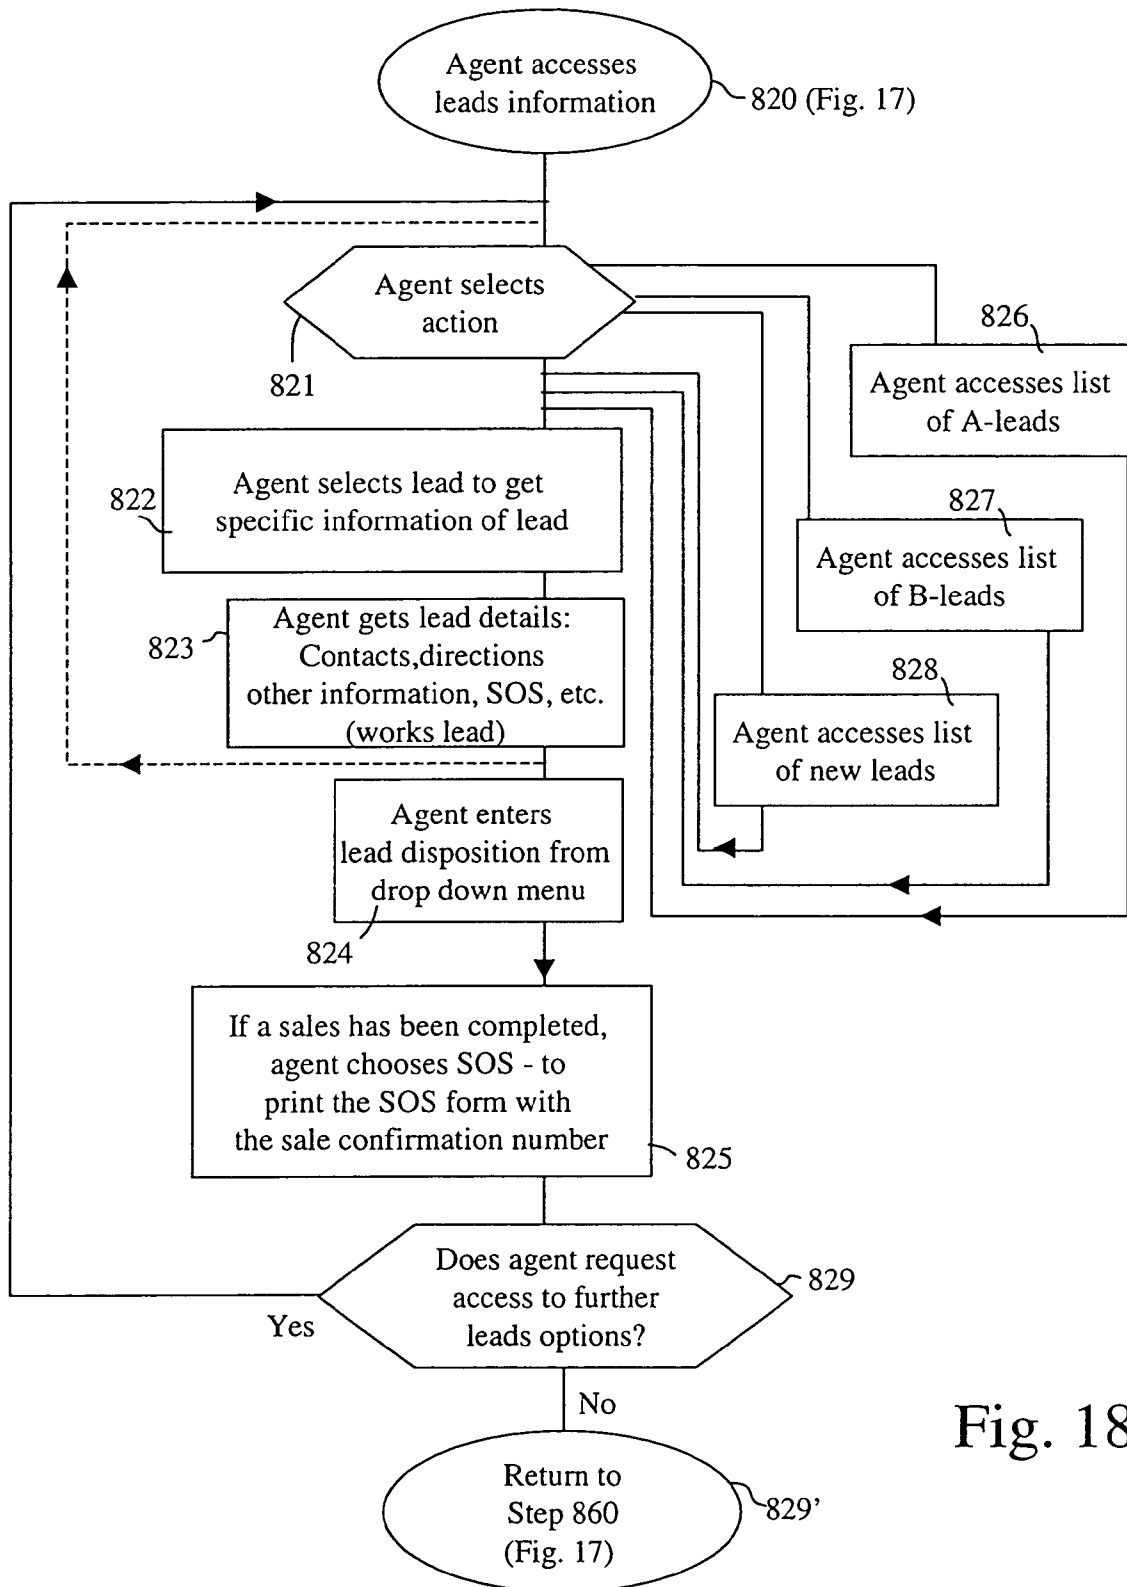 Agent accesses
leads information
820 (Fig. 17)
Agent selects
action
821
826
Agent accesses list
of A-leads
Agent selects lead to get
specific information of lead
822
827
Agent accesses list
of B-leads
Agent gets lead details:
Contacts,directions
other information, SOS, etc.
(works lead)
823
828
Agent accesses list
of new leads
Agent enters
lead disposition from
drop down menu
824
If a sales has been completed,
agent chooses SOS - to
print the SOS form with
the sale confirmation number
825
Does agent request
access to further
leads options?
829
Yes
No
Fig. 18
Return to
Step 860
(Fig. 17)
829’